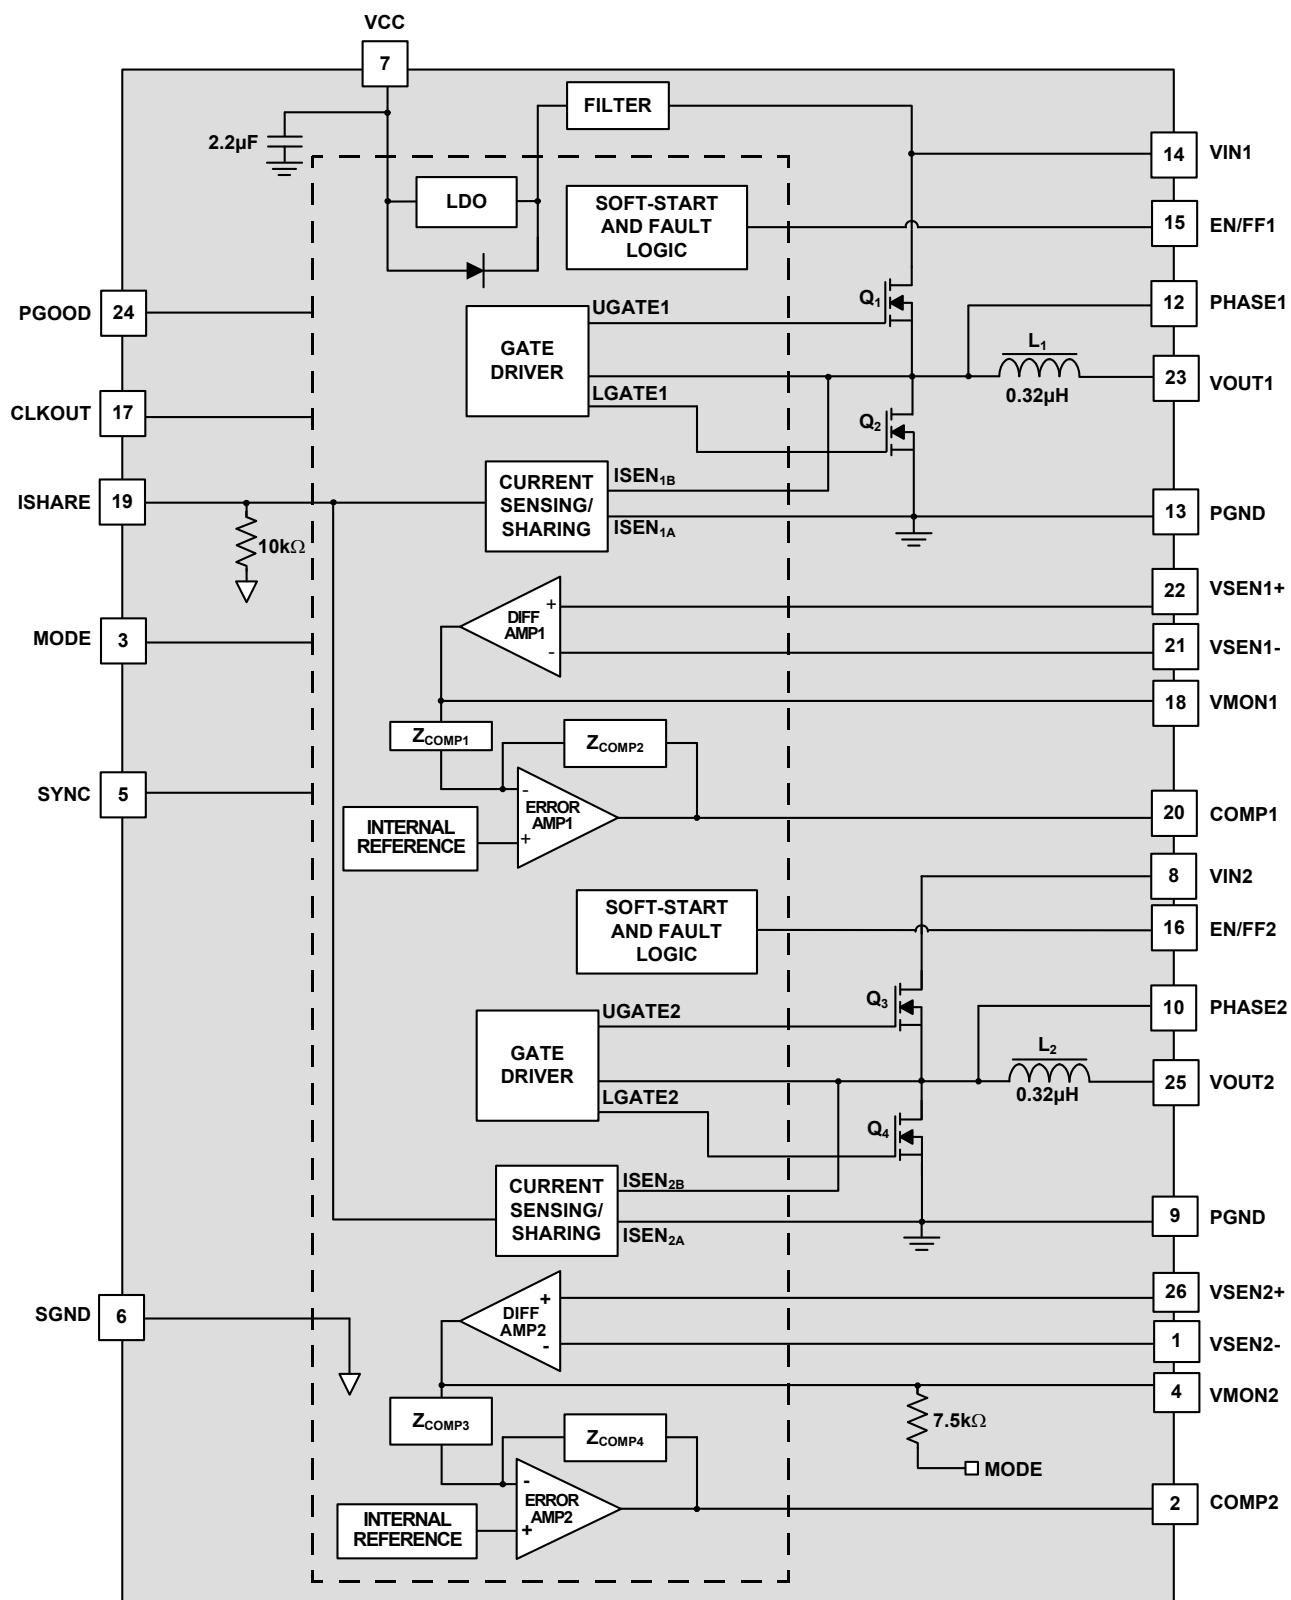 VCC
7
2.2µF
FILTER
14
VIN1
LDO
SOFT-START
AND FAULT
LOGIC
15
EN/FF1
PGOOD
24
UGATE1
Q1
12
PHASE1
GATE
DRIVER
L1
0.32µH
23
VOUT1
CLKOUT
17
LGATE1
Q2
ISHARE
19
10kΩ
CURRENT
SENSING/
SHARING
ISEN1B
ISEN1A
13
PGND
MODE
3
DIFF
AMP1
+
-
22
VSEN1+
21
VSEN1-
18
VMON1
ZCOMP1
ZCOMP2
SYNC
5
INTERNAL
REFERENCE
-
ERROR
AMP1
+
20
COMP1
8
VIN2
SOFT-START
AND FAULT
LOGIC
16
EN/FF2
UGATE2
Q3
10
PHASE2
GATE
DRIVER
L2
0.32µH
25
VOUT2
LGATE2
Q4
CURRENT
SENSING/
SHARING
ISEN2B
ISEN2A
9
PGND
SGND
6
DIFF
AMP2
+
-
26
VSEN2+
1
VSEN2-
4
VMON2
ZCOMP3
ZCOMP4
7.5kΩ
MODE
INTERNAL
REFERENCE
-
ERROR
AMP2
+
2
COMP2